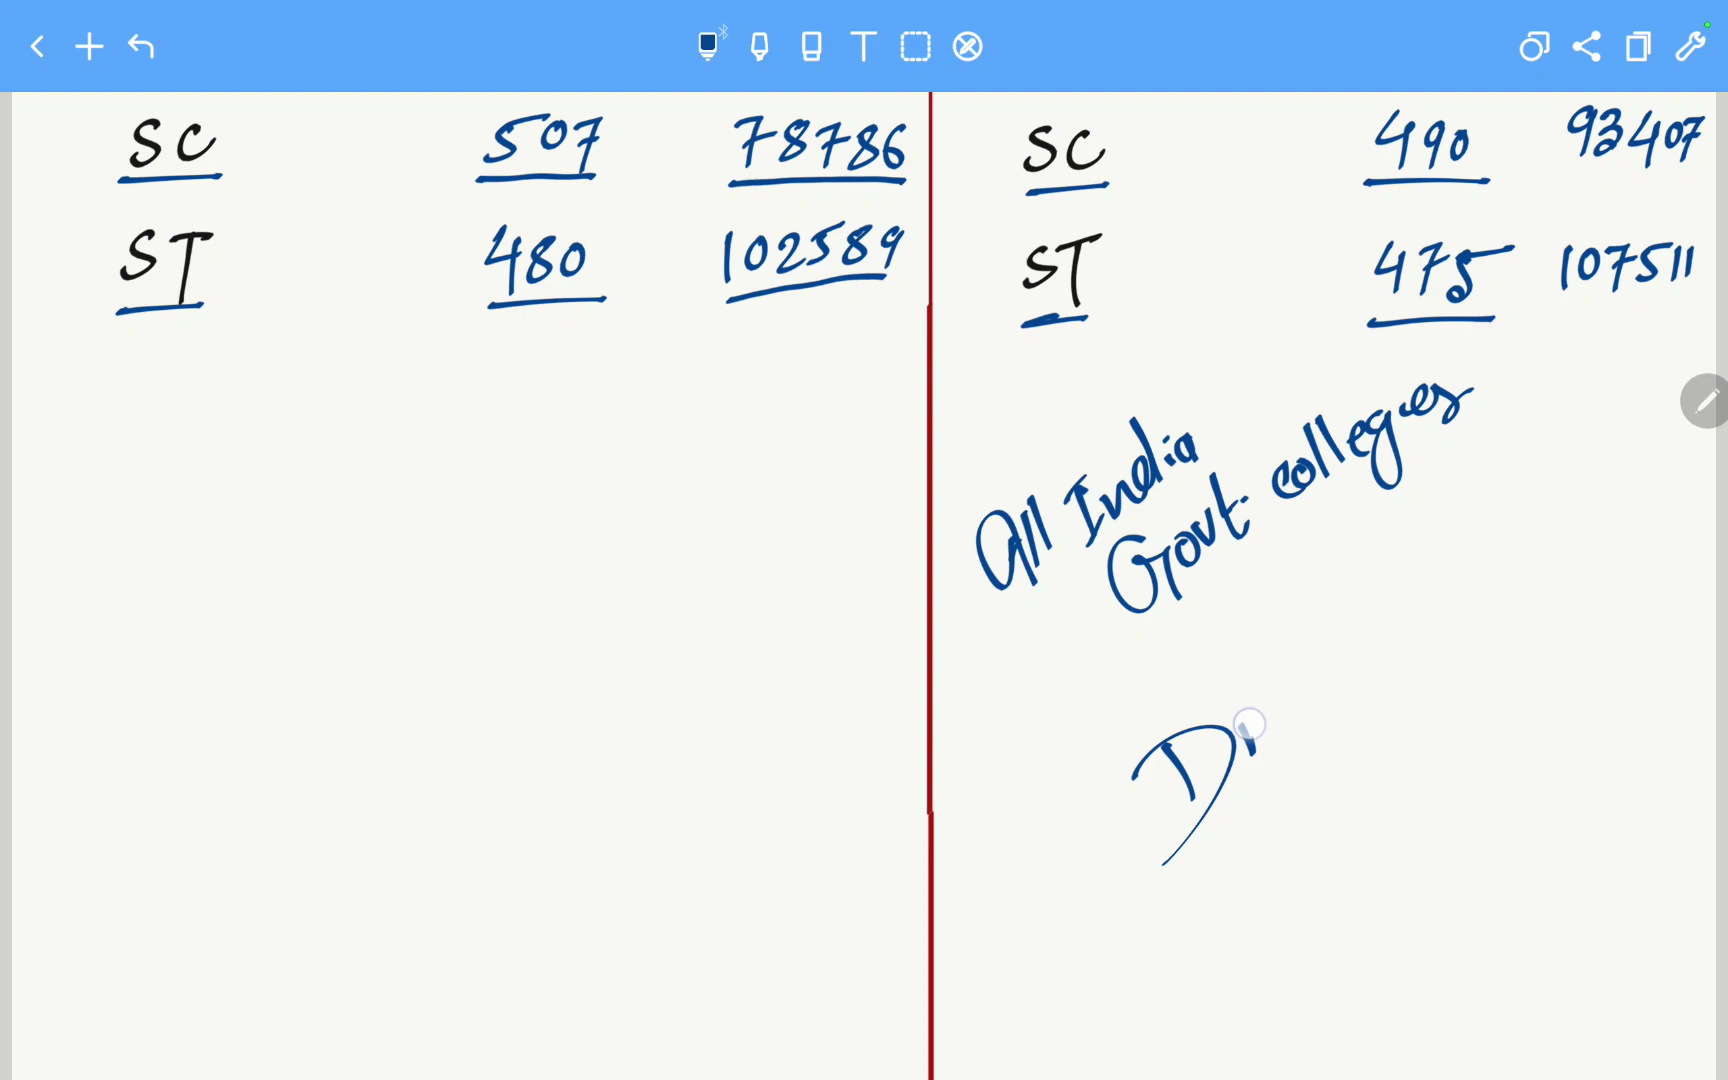 SC 507 78786
ST 480 102589
SC 490 93407
ST 475 107511
All India
Govt. colleges
D